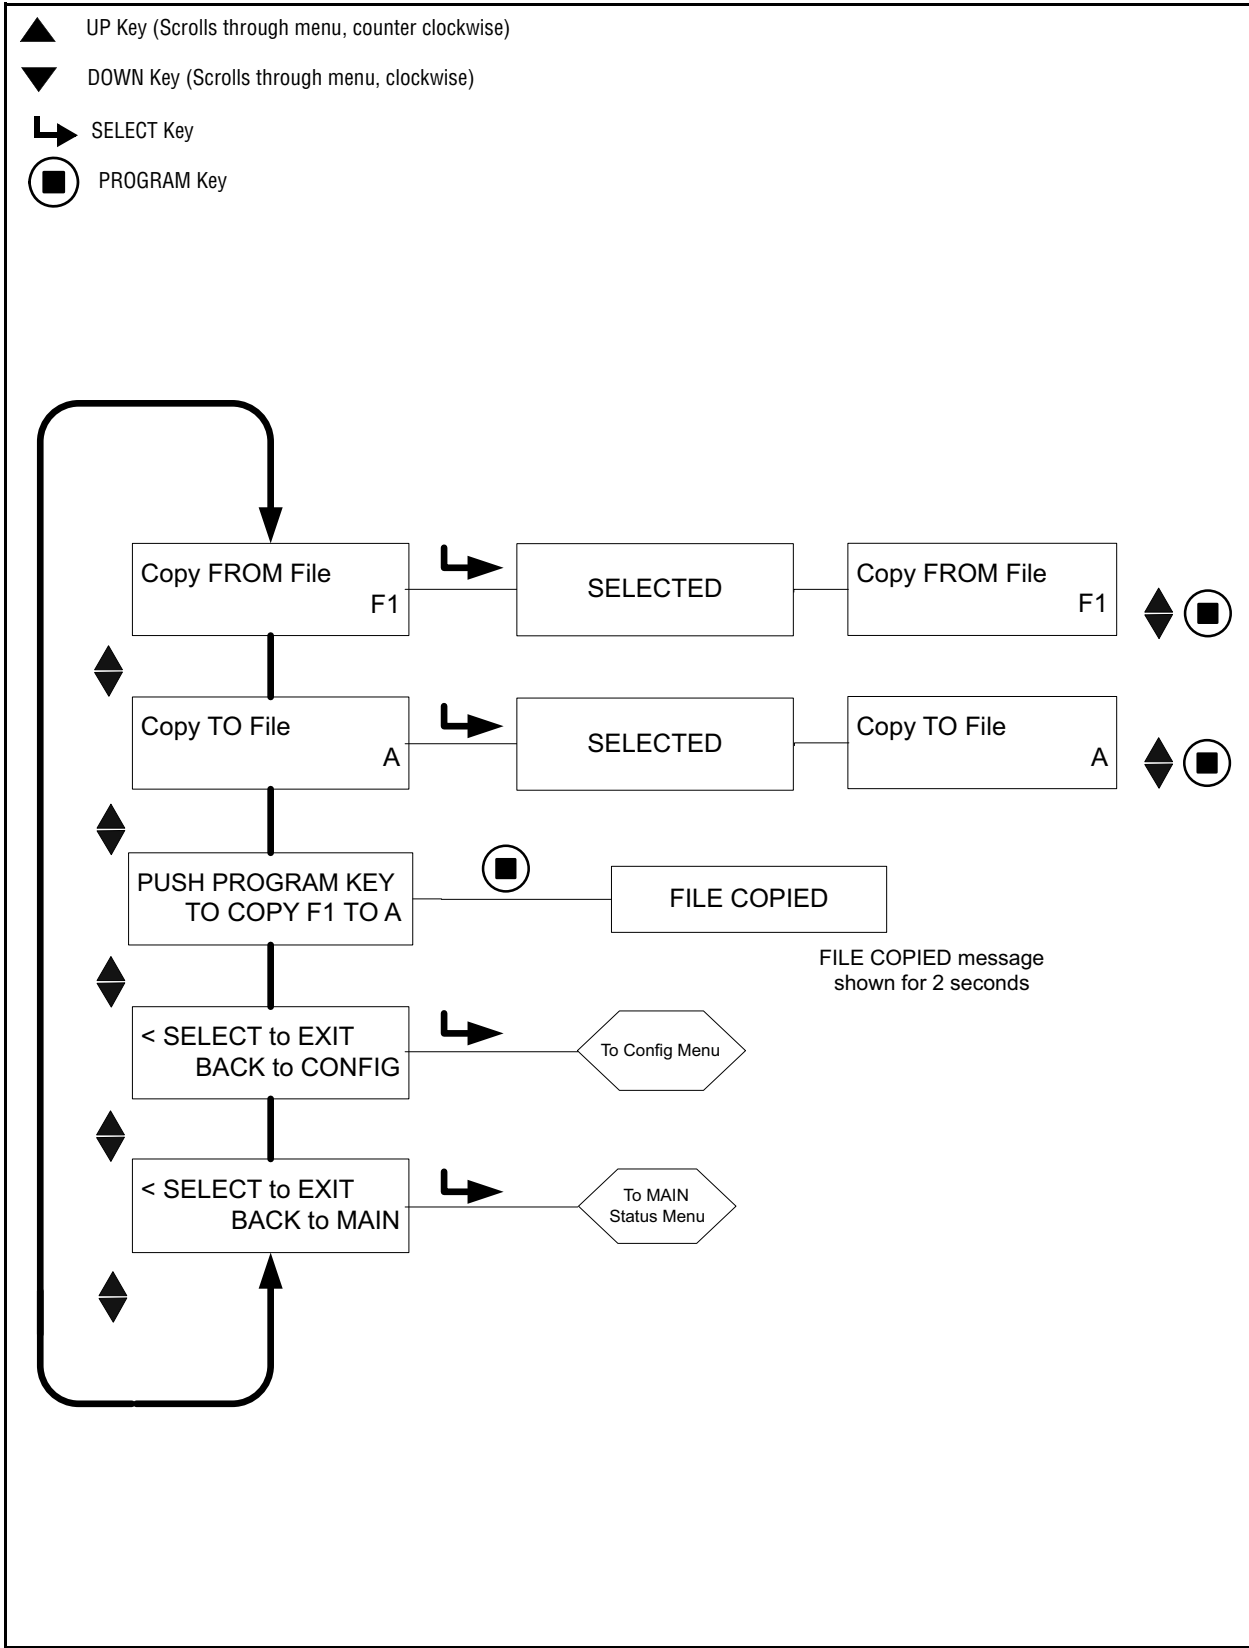 UP Key (Scrolls through menu, counter clockwise)
DOWN Key (Scrolls through menu, clockwise)
SELECT Key
PROGRAM Key
Copy FROM File
F1
SELECTED
Copy FROM File
F1
Copy TO File
A
SELECTED
Copy TO File
A
PUSH PROGRAM KEY
TO COPY F1 TO A
FILE COPIED
FILE COPIED message
shown for 2 seconds
< SELECT to EXIT
BACK to CONFIG
To Config Menu
< SELECT to EXIT
BACK to MAIN
To MAIN
Status Menu